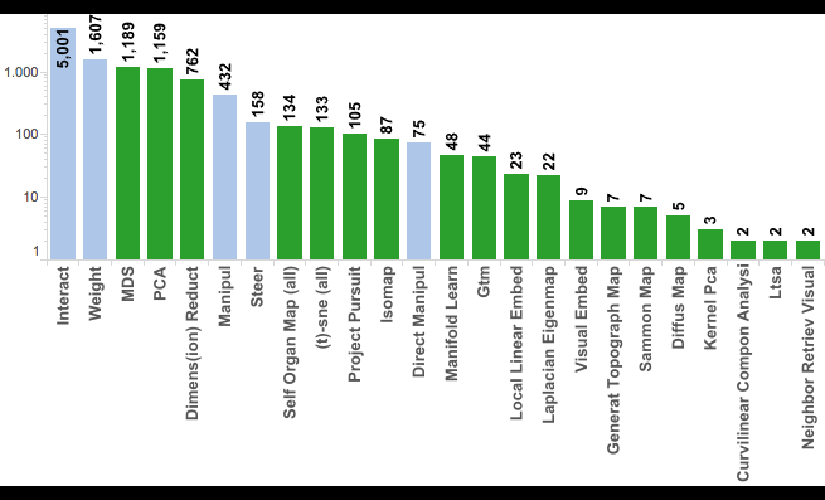 5,001
1,607
1,189
1,159
762
432
158
134
133
105
87
75
48
44
23
22
9
7
7
5
3
2
2
2
1.000
100
10
1
Interact
Weight
MDS
PCA
Dimens(ion) Reduct
Manipul
Steer
Self Organ Map (all)
(t)-sne (all)
Project Pursuit
Isomap
Direct Manipul
Manifold Learn
Gtm
Local Linear Embed
Laplacian Eigenmap
Visual Embed
Generat Topograph Map
Sammon Map
Diffus Map
Kernel Pca
Curvilinear Compon Analysi
Ltsa
Neighbor Retriev Visual